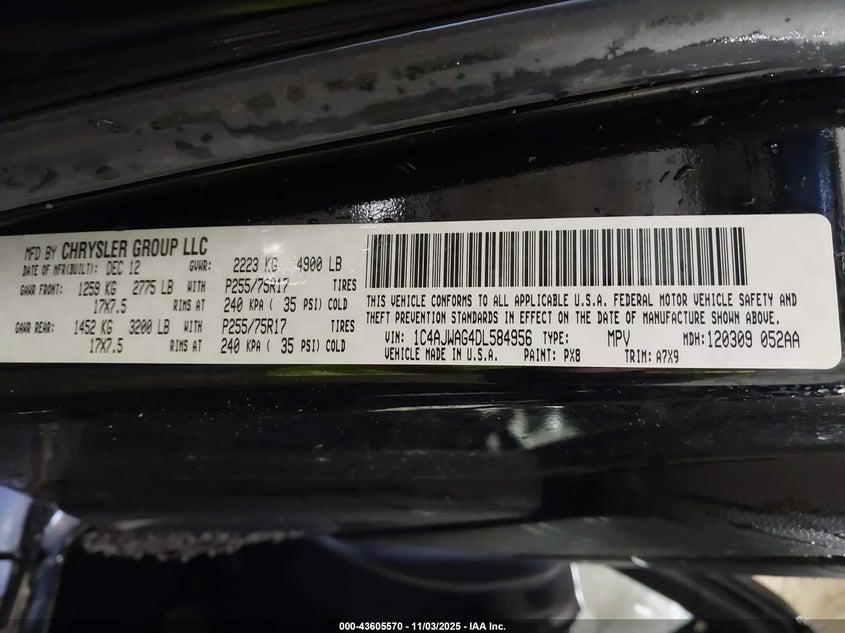 MFD BY CHRYSLER GROUP LLC
DATE OF MFR(BUILT): DEC 12 GVWR: 2223 KG 4900 LB
GAWR FRONT: 1259 KG 2775 LB WITH P255/75R17 TIRES
17X7.5 RIMS AT 240 KPA ( 35 PSI) COLD
GAWR REAR: 1452 KG 3200 LB WITH P255/75R17 TIRES
17X7.5 RIMS AT 240 KPA ( 35 PSI) COLD
THIS VEHICLE CONFORMS TO ALL APPLICABLE U.S.A. FEDERAL MOTOR VEHICLE SAFETY AND
THEFT PREVENTION STANDARDS IN EFFECT ON THE DATE OF MANUFACTURE SHOWN ABOVE.
VIN: 1C4AJWAG4DL584956 TYPE: MPV MDH: 120309 052AA
VEHICLE MADE IN U.S.A. PAINT: PX8 TRIM: A7X9
000-43605570 - 11/03/2025 - IAA Inc.